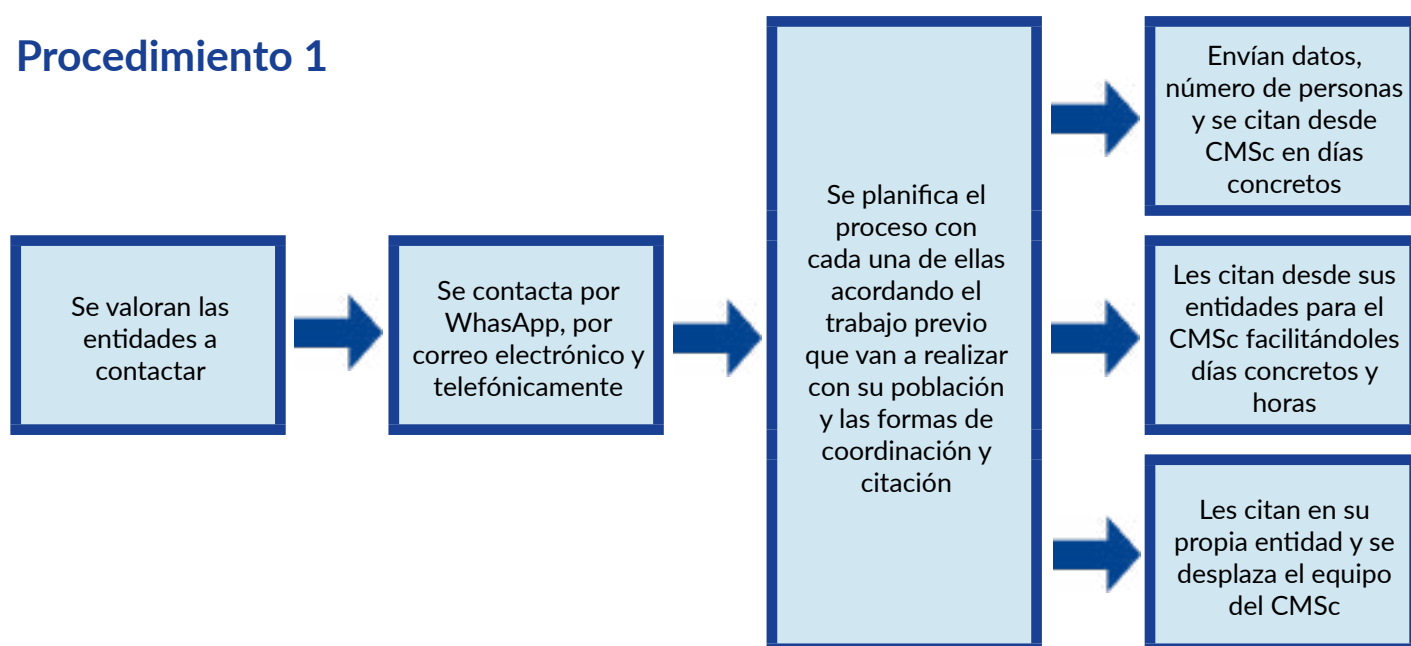 Procedimiento 1
Se valoran las
entidades a
contactar
Se contacta por
WhasApp, por
correo electrónico y
telefónicamente
Se planifica el
proceso con
cada una de ellas
acordando el
trabajo previo
que van a realizar
con su población
y las formas de
coordinación y
citación
Envían datos,
número de personas
y se citan desde
CMSc en días
concretos
Les citan desde sus
entidades para el
CMSc facilitándoles
días concretos y
horas
Les citan en su
propia entidad y se
desplaza el equipo
del CMSc